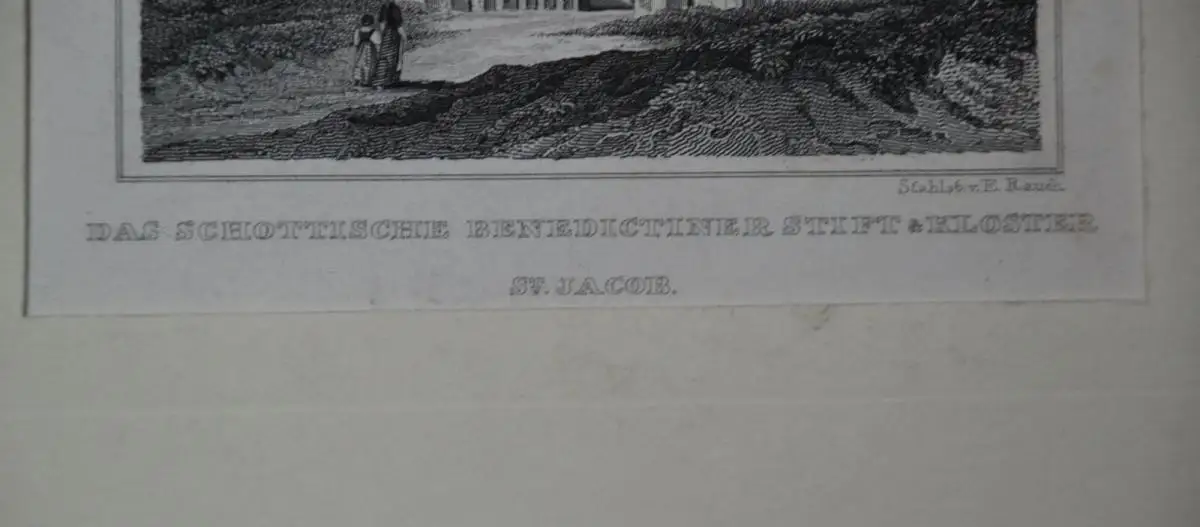 Stahlst v. E. Rauch.
DAS SCHOTTISCHE BENEDICTINER STIFT & KLOSTER
ST. JACOB.